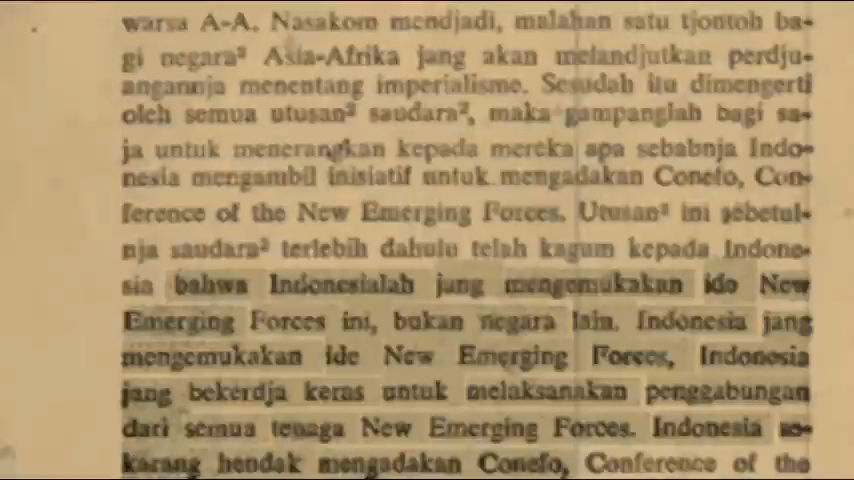 warsa A-A. Nasakom mendjadi, malahan satu tjontoh ba-
gi negara² Asia-Afrika jang akan melandjutkan perdju-
angannja menentang imperialisme. Sesudah itu dimengerti
oleh semua utusan² saudara², maka gampanglah bagi sa-
ja untuk menerangkan kepada mereka apa sebabnja Indo-
nesia mengambil inisiatif untuk mengadakan Conefo, Con-
ference of the New Emerging Forces. Utusan² ini sebetul-
nja saudara² terlebih dahulu telah kagum kepada Indone-
sia bahwa Indonesialah jang mengemukakan ide New
Emerging Forces ini, bukan negara lain. Indonesia jang
mengemukakan ide New Emerging Forces, Indonesia
jang bekerdja keras untuk melaksanakan penggabungan
dari semua tenaga New Emerging Forces. Indonesia se-
karang hendak mengadakan Conefo, Conference of the